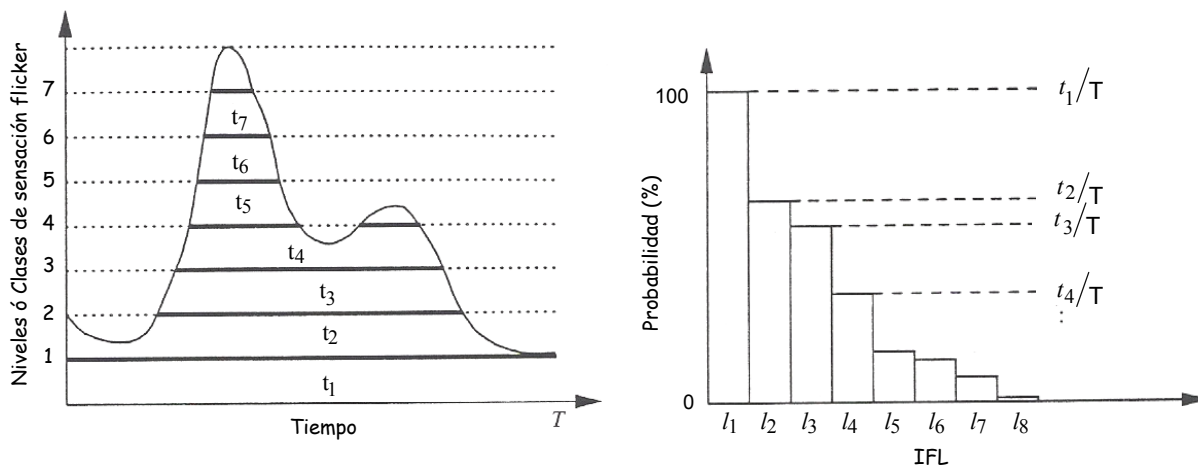 Niveles ó Clases de sensación flicker
7
6
5
4
3
2
1
t7
t6
t5
t4
t3
t2
t1
Tiempo
T
Probabilidad (%)
100
0
t1/T
t2/T
t3/T
t4/T
:
l1 l2 l3 l4 l5 l6 l7 l8
IFL